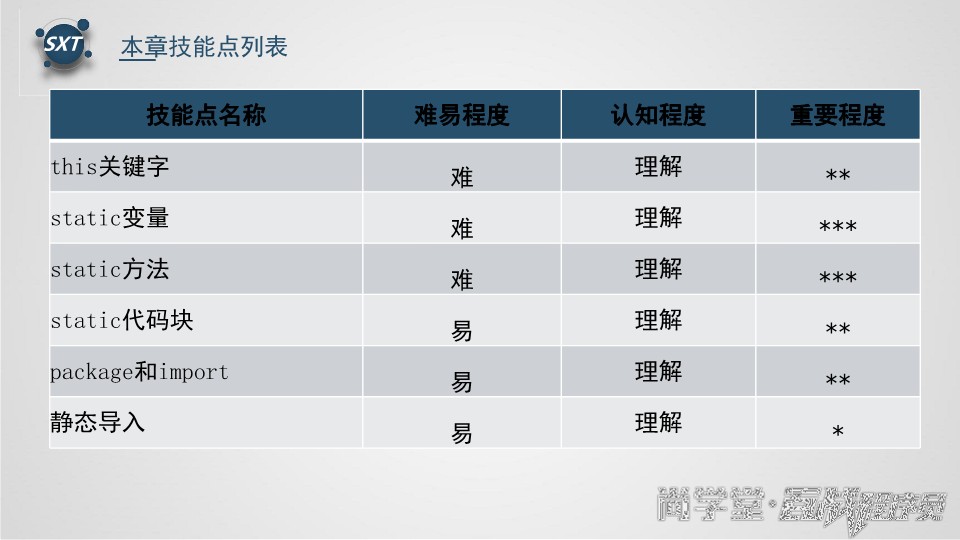 SXT
本章技能点列表
技能点名称 难易程度 认知程度 重要程度
this关键字 难 理解 **
static变量 难 理解 ***
static方法 难 理解 ***
static代码块 易 理解 **
package和import 易 理解 **
静态导入 易 理解 *
尚学堂·百战程序员